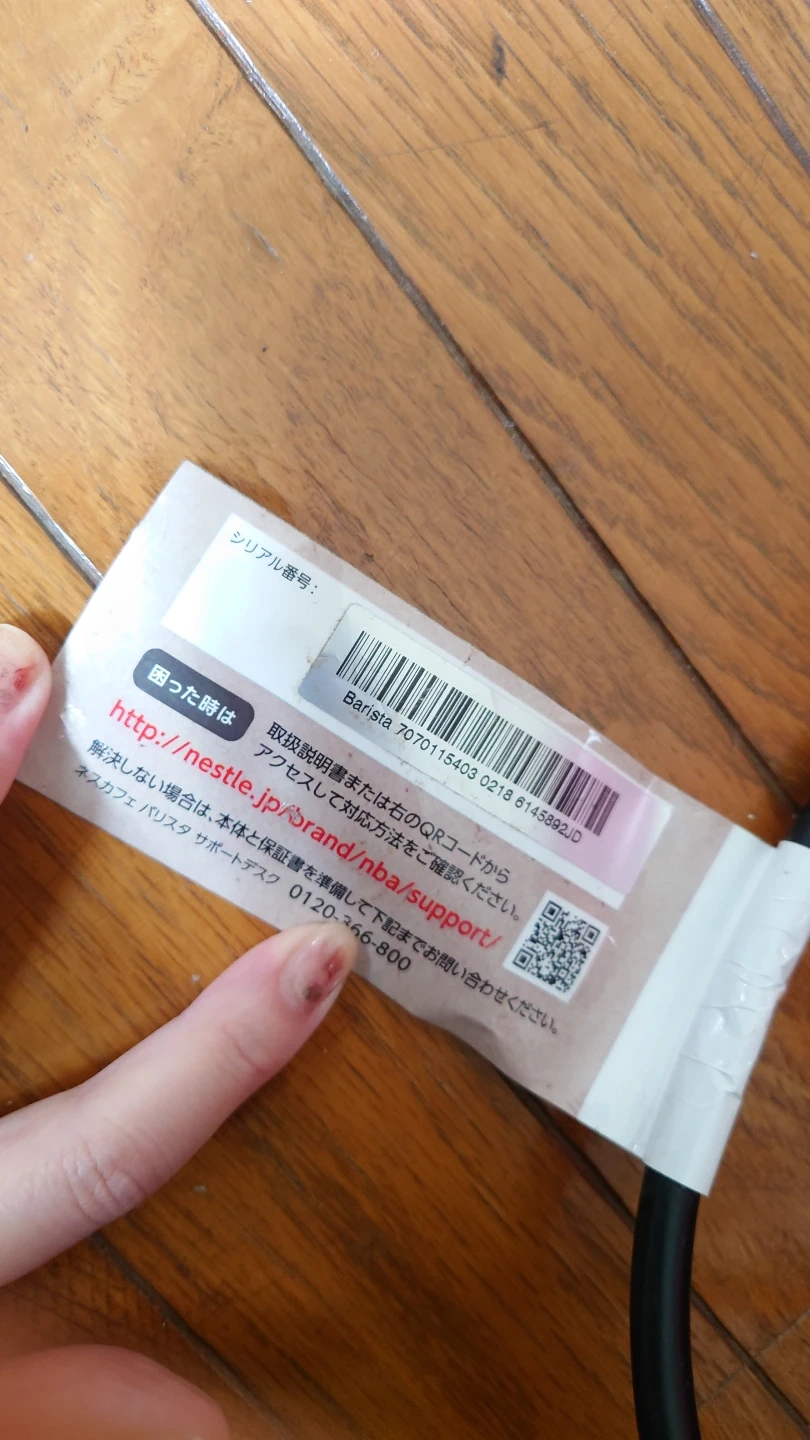 シリアル番号:
Barista 7070115403 0218 6145892JD
困った時は
取扱説明書または右のQRコードから
アクセスして対応方法をご確認ください。
http://nestle.jp/brand/nba/support/
解決しない場合は、本体と保証書を準備して下記までお問い合わせください。
ネスカフェ バリスタ サポートデスク 0120-366-800